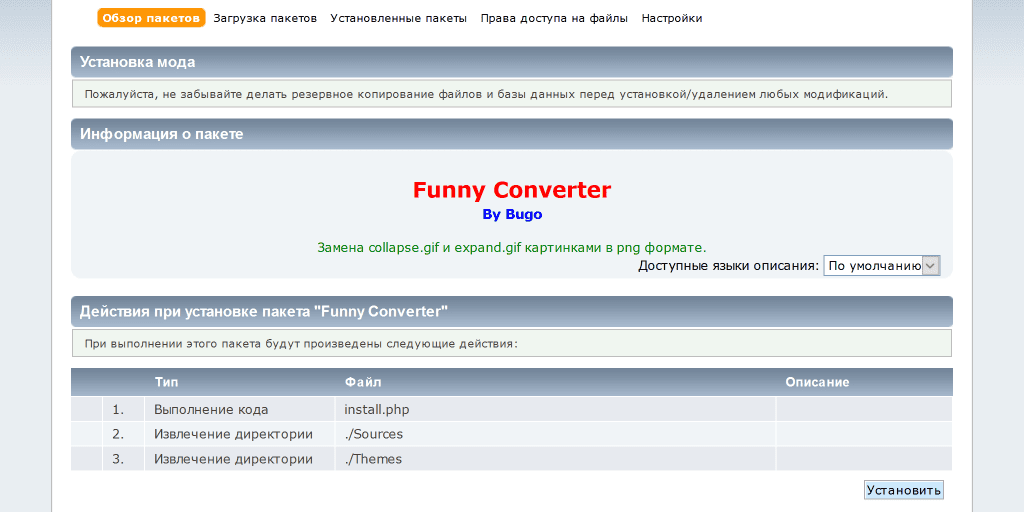 Обзор пакетов Загрузка пакетов Установленные пакеты Права доступа на файлы Настройки
Установка мода
Пожалуйста, не забывайте делать резервное копирование файлов и базы данных перед установкой/удалением любых модификаций.
Информация о пакете
Funny Converter
By Bugo
Замена collapse.gif и expand.gif картинками в png формате.
Доступные языки описания: По умолчанию
Действия при установке пакета "Funny Converter"
При выполнении этого пакета будут произведены следующие действия:
Тип Файл Описание
1. Выполнение кода install.php
2. Извлечение директории ./Sources
3. Извлечение директории ./Themes
Установить